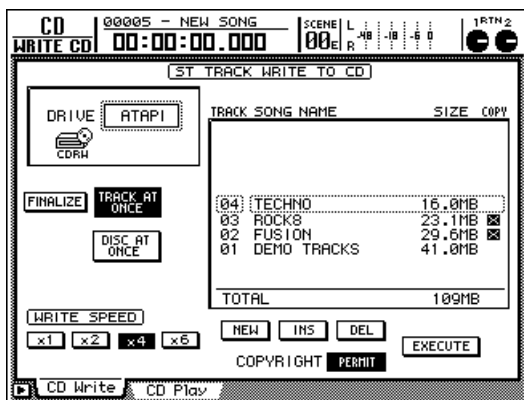 CD
WRITE CD
00005 - NEW SONG
00:00:00.000
SCENE
00E
L
R
-48 -18 -6 0
1RTN2
ST TRACK WRITE TO CD
DRIVE ATAPI
CDRW
TRACK SONG NAME SIZE COPY
FINALIZE
TRACK AT
ONCE
DISC AT
ONCE
04 TECHNO 16.0MB
03 ROCK8 23.1MB
02 FUSION 29.6MB
01 DEMO TRACKS 41.0MB
TOTAL 109MB
WRITE SPEED
x1 x2 x4 x6
NEW INS DEL
EXECUTE
COPYRIGHT PERMIT
CD Write CD Play